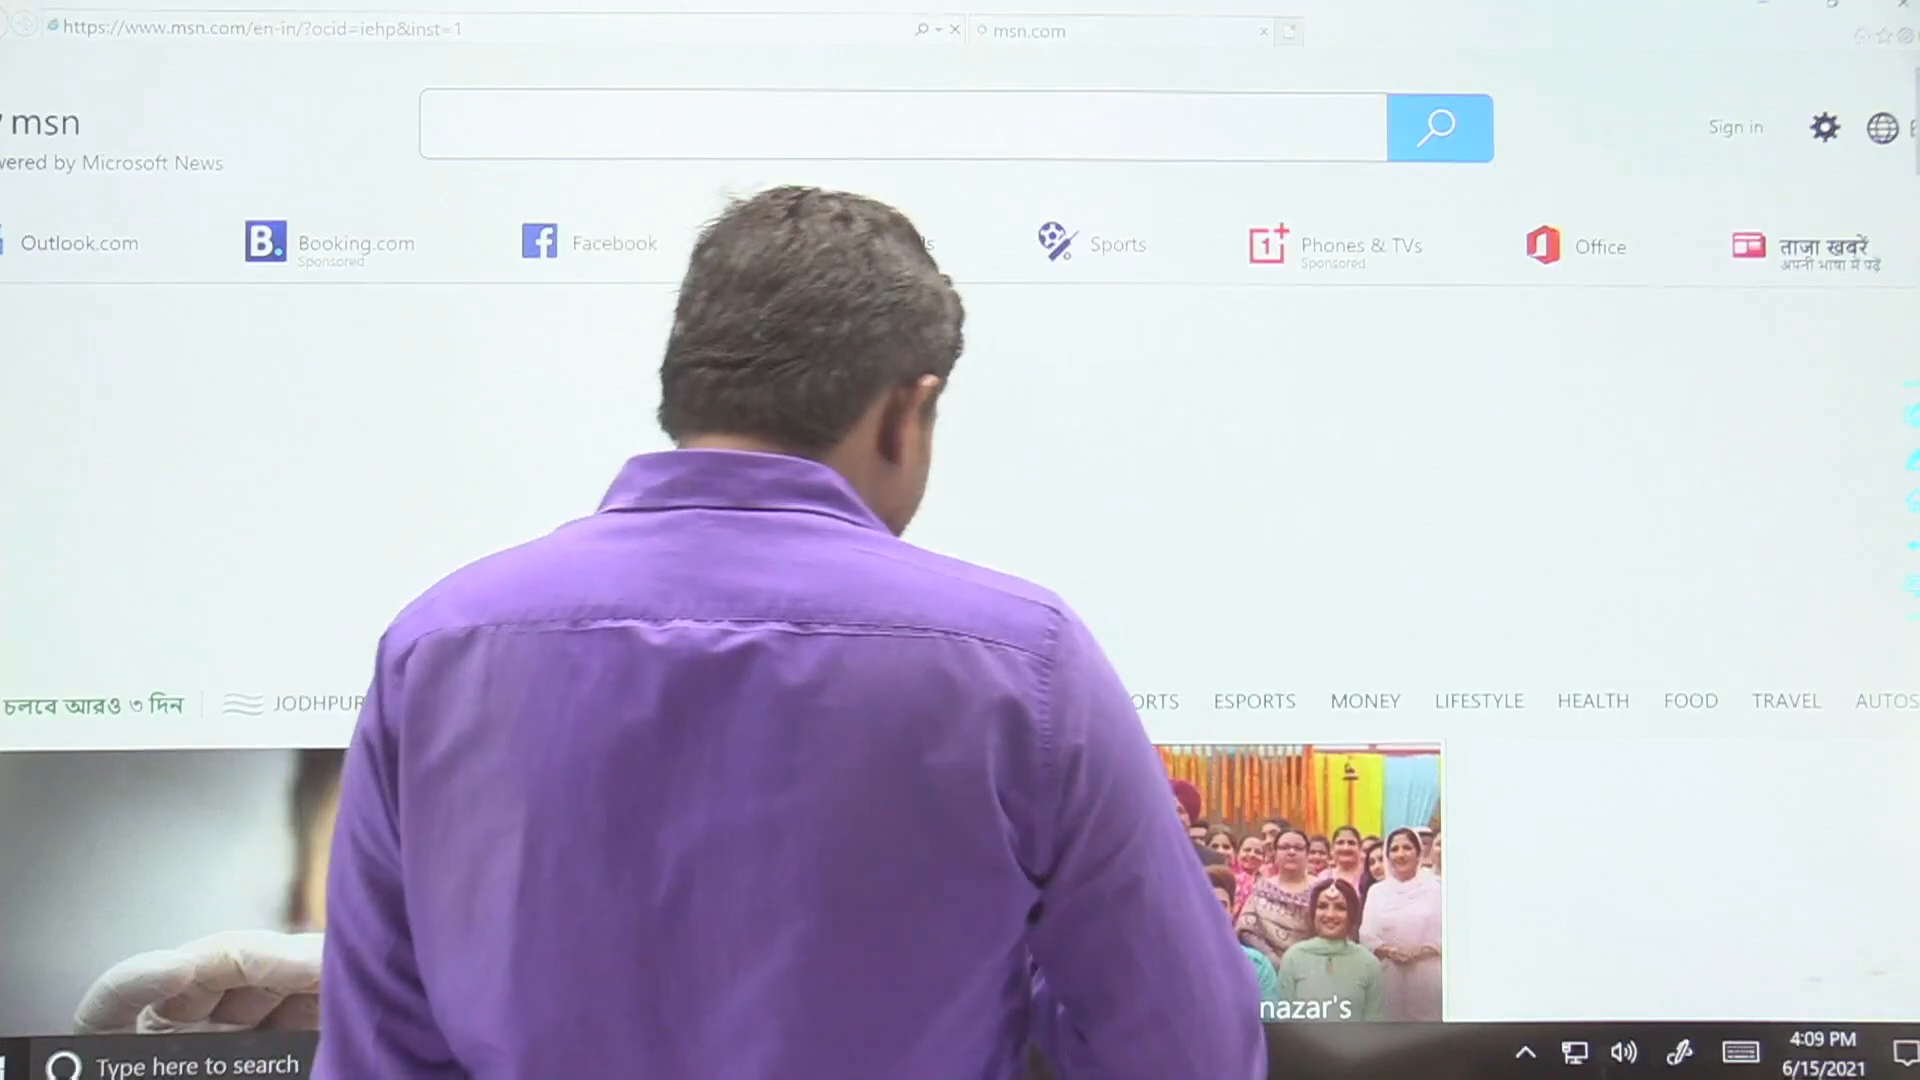 https://www.msn.com/en-in/?ocid=iehp&inst=1
msn.com
msn
Sign in
wered by Microsoft News
Outlook.com
B.
Booking.com
Sponsored
Facebook
ls
Sports
1+
Phones & TVs
Sponsored
Office
ताजा खबरें
अपनी भाषा में पढ़ें
চলবে আরও ৩ দিন
JODHPUR
ORTS
ESPORTS
MONEY
LIFESTYLE
HEALTH
FOOD
TRAVEL
AUTOS
nazar's
Type here to search
4:09 PM
6/15/2021